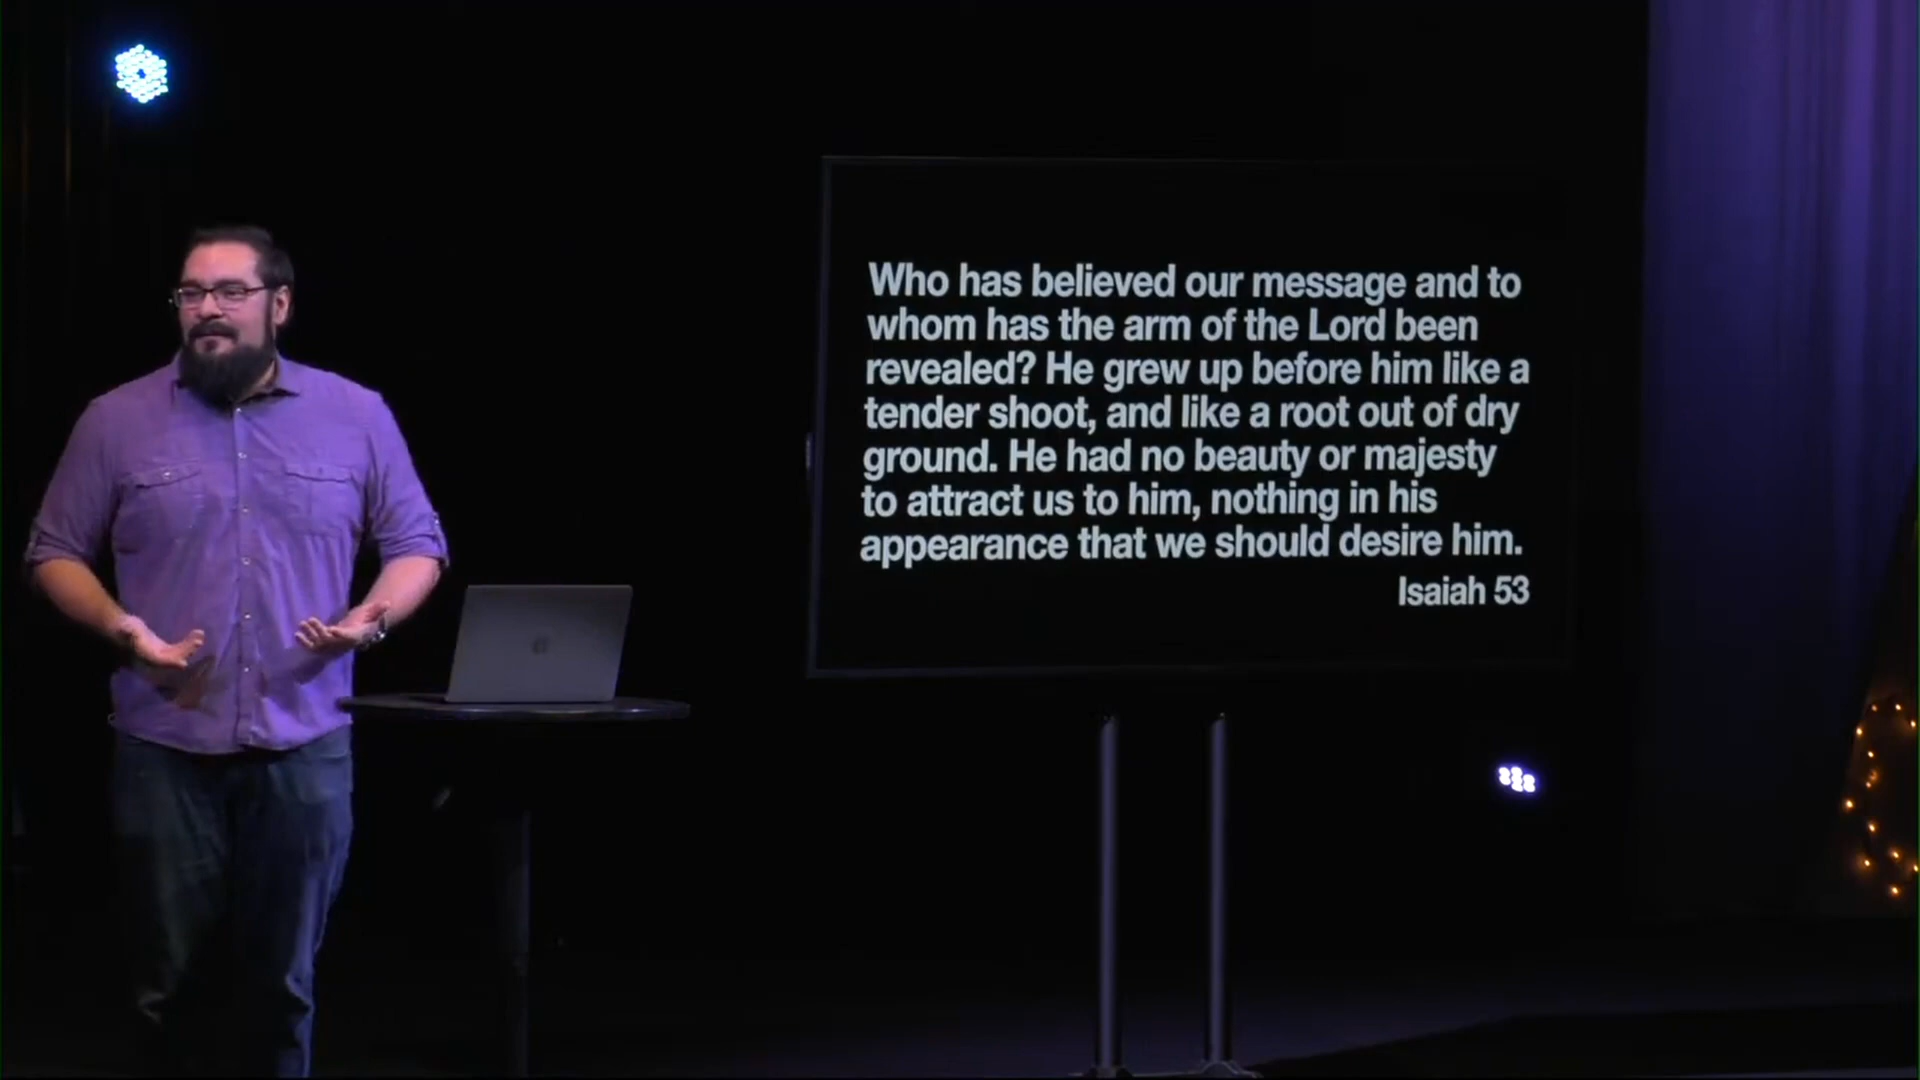 Who has believed our message and to
whom has the arm of the Lord been
revealed? He grew up before him like a
tender shoot, and like a root out of dry
ground. He had no beauty or majesty
to attract us to him, nothing in his
appearance that we should desire him.
Isaiah 53